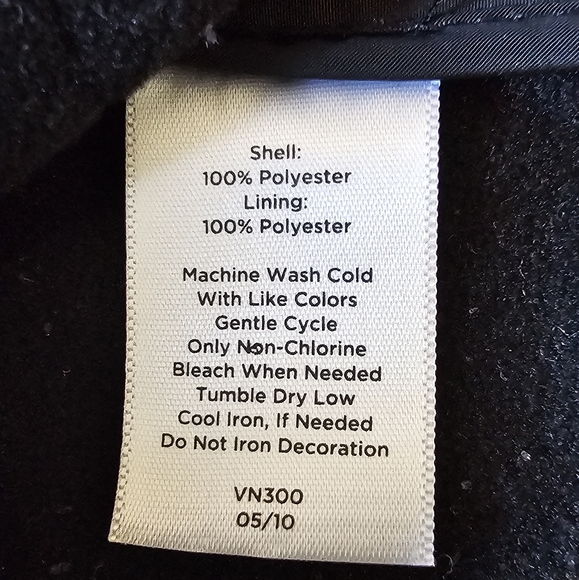 Shell:
100% Polyester
Lining:
100% Polyester
Machine Wash Cold
With Like Colors
Gentle Cycle
Only Non-Chlorine
Bleach When Needed
Tumble Dry Low
Cool Iron, If Needed
Do Not Iron Decoration
VN300
05/10